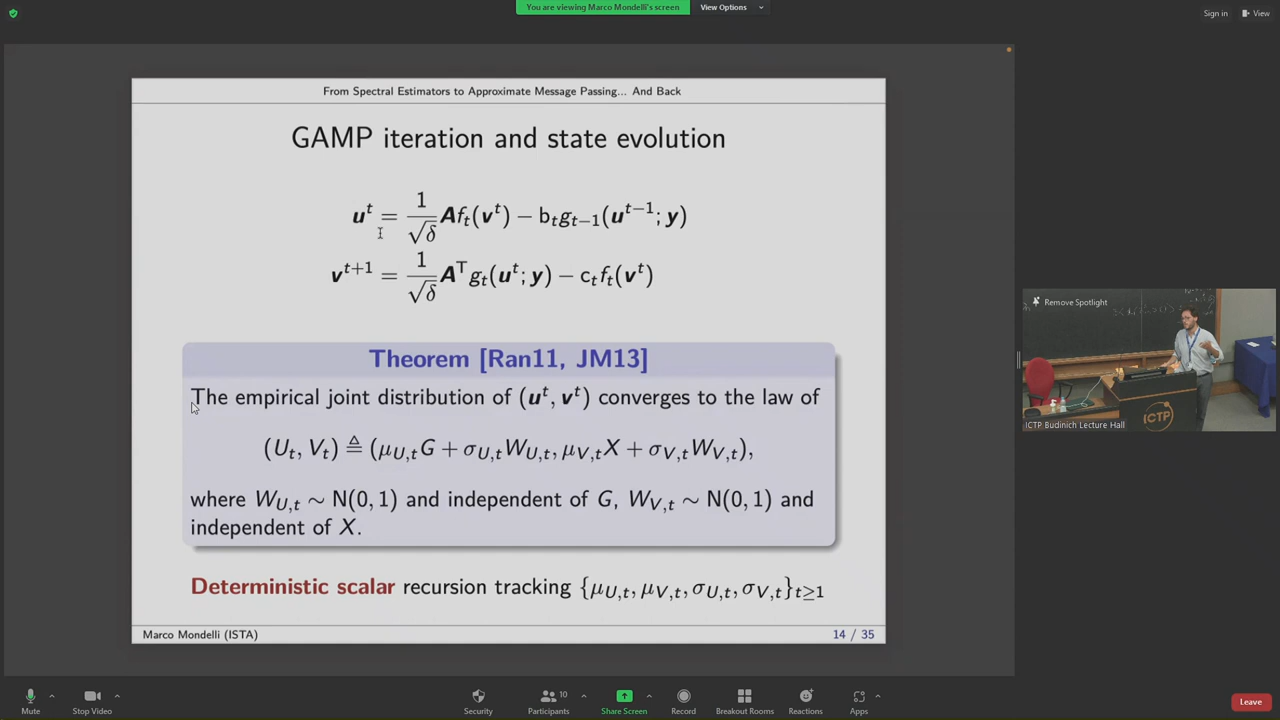 You are viewing Marco Mondelli's screen
View Options
Sign in
View
From Spectral Estimators to Approximate Message Passing... And Back
GAMP iteration and state evolution
u^t = 1/√δ A f_t(v^t) − b_t g_{t−1}(u^{t−1}; y)
v^{t+1} = 1/√δ A^T g_t(u^t; y) − c_t f_t(v^t)
Theorem [Ran11, JM13]
The empirical joint distribution of (u^t, v^t) converges to the law of
(U_t, V_t) ≜ (μ_{U,t} G + σ_{U,t} W_{U,t}, μ_{V,t} X + σ_{V,t} W_{V,t}),
where W_{U,t} ∼ N(0, 1) and independent of G, W_{V,t} ∼ N(0, 1) and
independent of X.
Deterministic scalar recursion tracking {μ_{U,t}, μ_{V,t}, σ_{U,t}, σ_{V,t}}_{t≥1}
Marco Mondelli (ISTA)
14 / 35
Remove Spotlight
ICTP
ICTP Budinich Lecture Hall
Mute
Stop Video
Security
10
Participants
Share Screen
Record
Breakout Rooms
Reactions
Apps
Leave